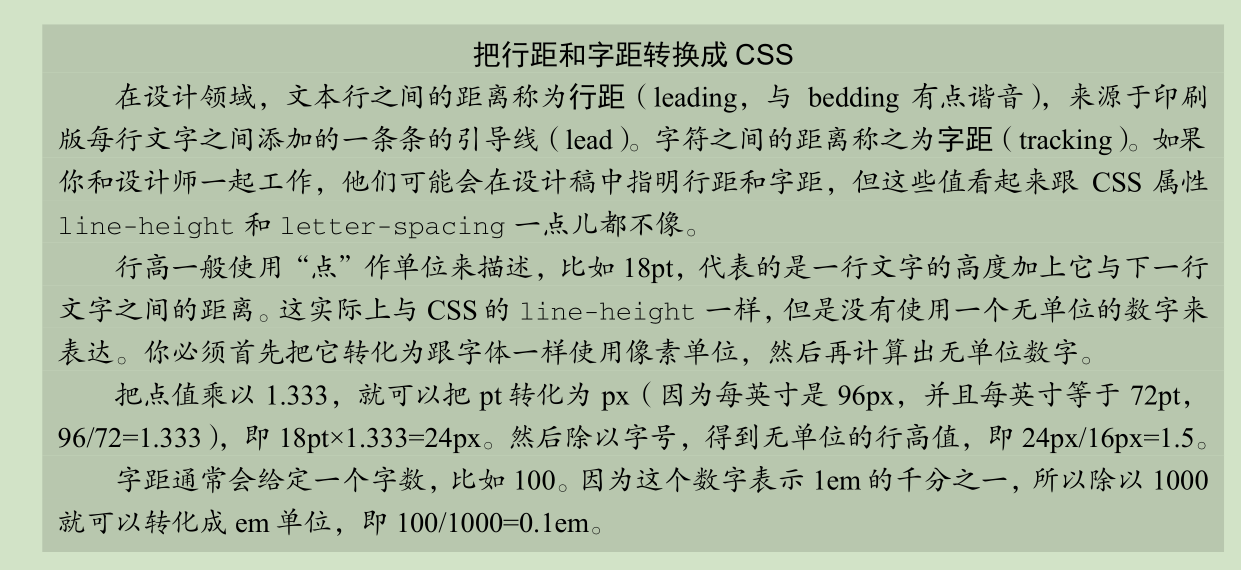 把行距和字距转换成 CSS
在设计领域，文本行之间的距离称为行距（leading，与 bedding 有点谐音），来源于印刷
版每行文字之间添加的一条条的引导线（lead）。字符之间的距离称之为字距（tracking）。如果
你和设计师一起工作，他们可能会在设计稿中指明行距和字距，但这些值看起来跟 CSS 属性
line-height 和 letter-spacing 一点儿都不像。
行高一般使用“点”作单位来描述，比如 18pt，代表的是一行文字的高度加上它与下一行
文字之间的距离。这实际上与 CSS 的 line-height 一样，但是没有使用一个无单位的数字来
表达。你必须首先把它转化为跟字体一样使用像素单位，然后再计算出无单位数字。
把点值乘以 1.333，就可以把 pt 转化为 px（因为每英寸是 96px，并且每英寸等于 72pt，
96/72=1.333），即 18pt×1.333=24px。然后除以字号，得到无单位的行高值，即 24px/16px=1.5。
字距通常会给定一个字数，比如 100。因为这个数字表示 1em 的千分之一，所以除以 1000
就可以转化成 em 单位，即 100/1000=0.1em。